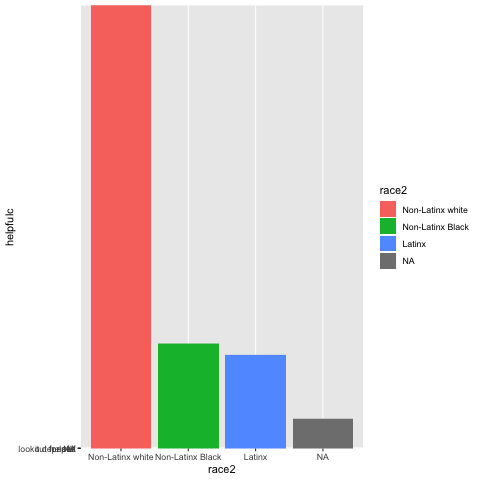 helpfulc
race2
Non-Latinx white
Non-Latinx Black
Latinx
NA
Non-Latinx white
Non-Latinx Black
Latinx
NA
race2